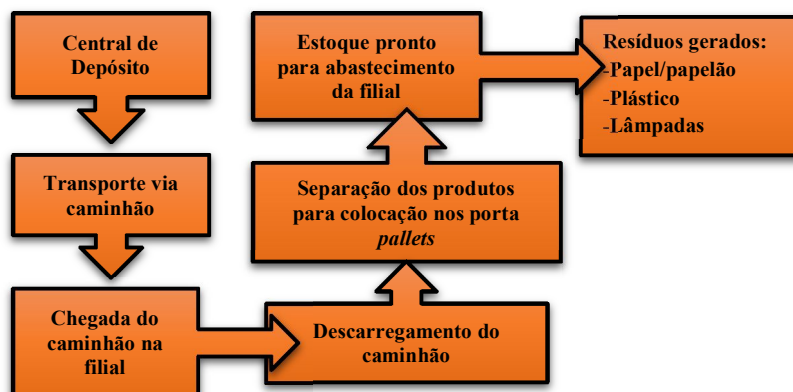 Central de
Depósito
Transporte via
caminhão
Chegada do
caminhão na
filial
Descarregamento do
caminhão
Separação dos produtos
para colocação nos porta
pallets
Estoque pronto
para abastecimento
da filial
Resíduos gerados:
-Papel/papelão
-Plástico
-Lâmpadas